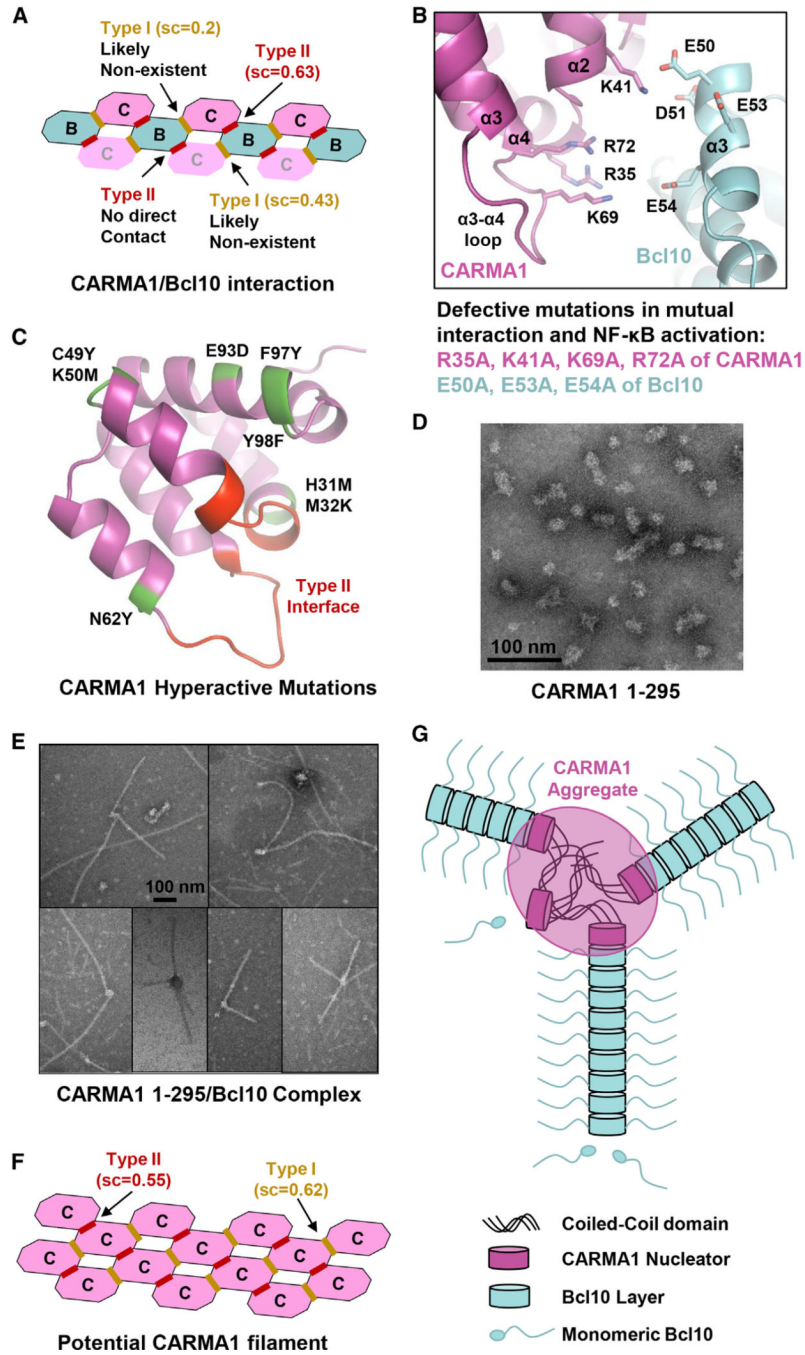 A
Type I (sc=0.2)
Likely
Non-existent
Type II
(sc=0.63)
C
C
C
B
B
B
B
C
C
C
Type II
No direct
Contact
Type I (sc=0.43)
Likely
Non-existent
CARMA1/Bcl10 interaction
B
α2
K41
E50
E53
D51
α3
α4
R72
R35
K69
α3
E54
α3-α4
loop
CARMA1
Bcl10
Defective mutations in mutual
interaction and NF-κB activation:
R35A, K41A, K69A, R72A of CARMA1
E50A, E53A, E54A of Bcl10
C
C49Y
K50M
E93D
F97Y
Y98F
H31M
M32K
N62Y
Type II
Interface
CARMA1 Hyperactive Mutations
D
100 nm
CARMA1 1-295
E
100 nm
CARMA1 1-295/Bcl10 Complex
F
Type II
(sc=0.55)
Type I
(sc=0.62)
C
C
C
C
C
C
C
C
C
C
C
C
Potential CARMA1 filament
G
CARMA1
Aggregate
Coiled-Coil domain
CARMA1 Nucleator
Bcl10 Layer
Monomeric Bcl10